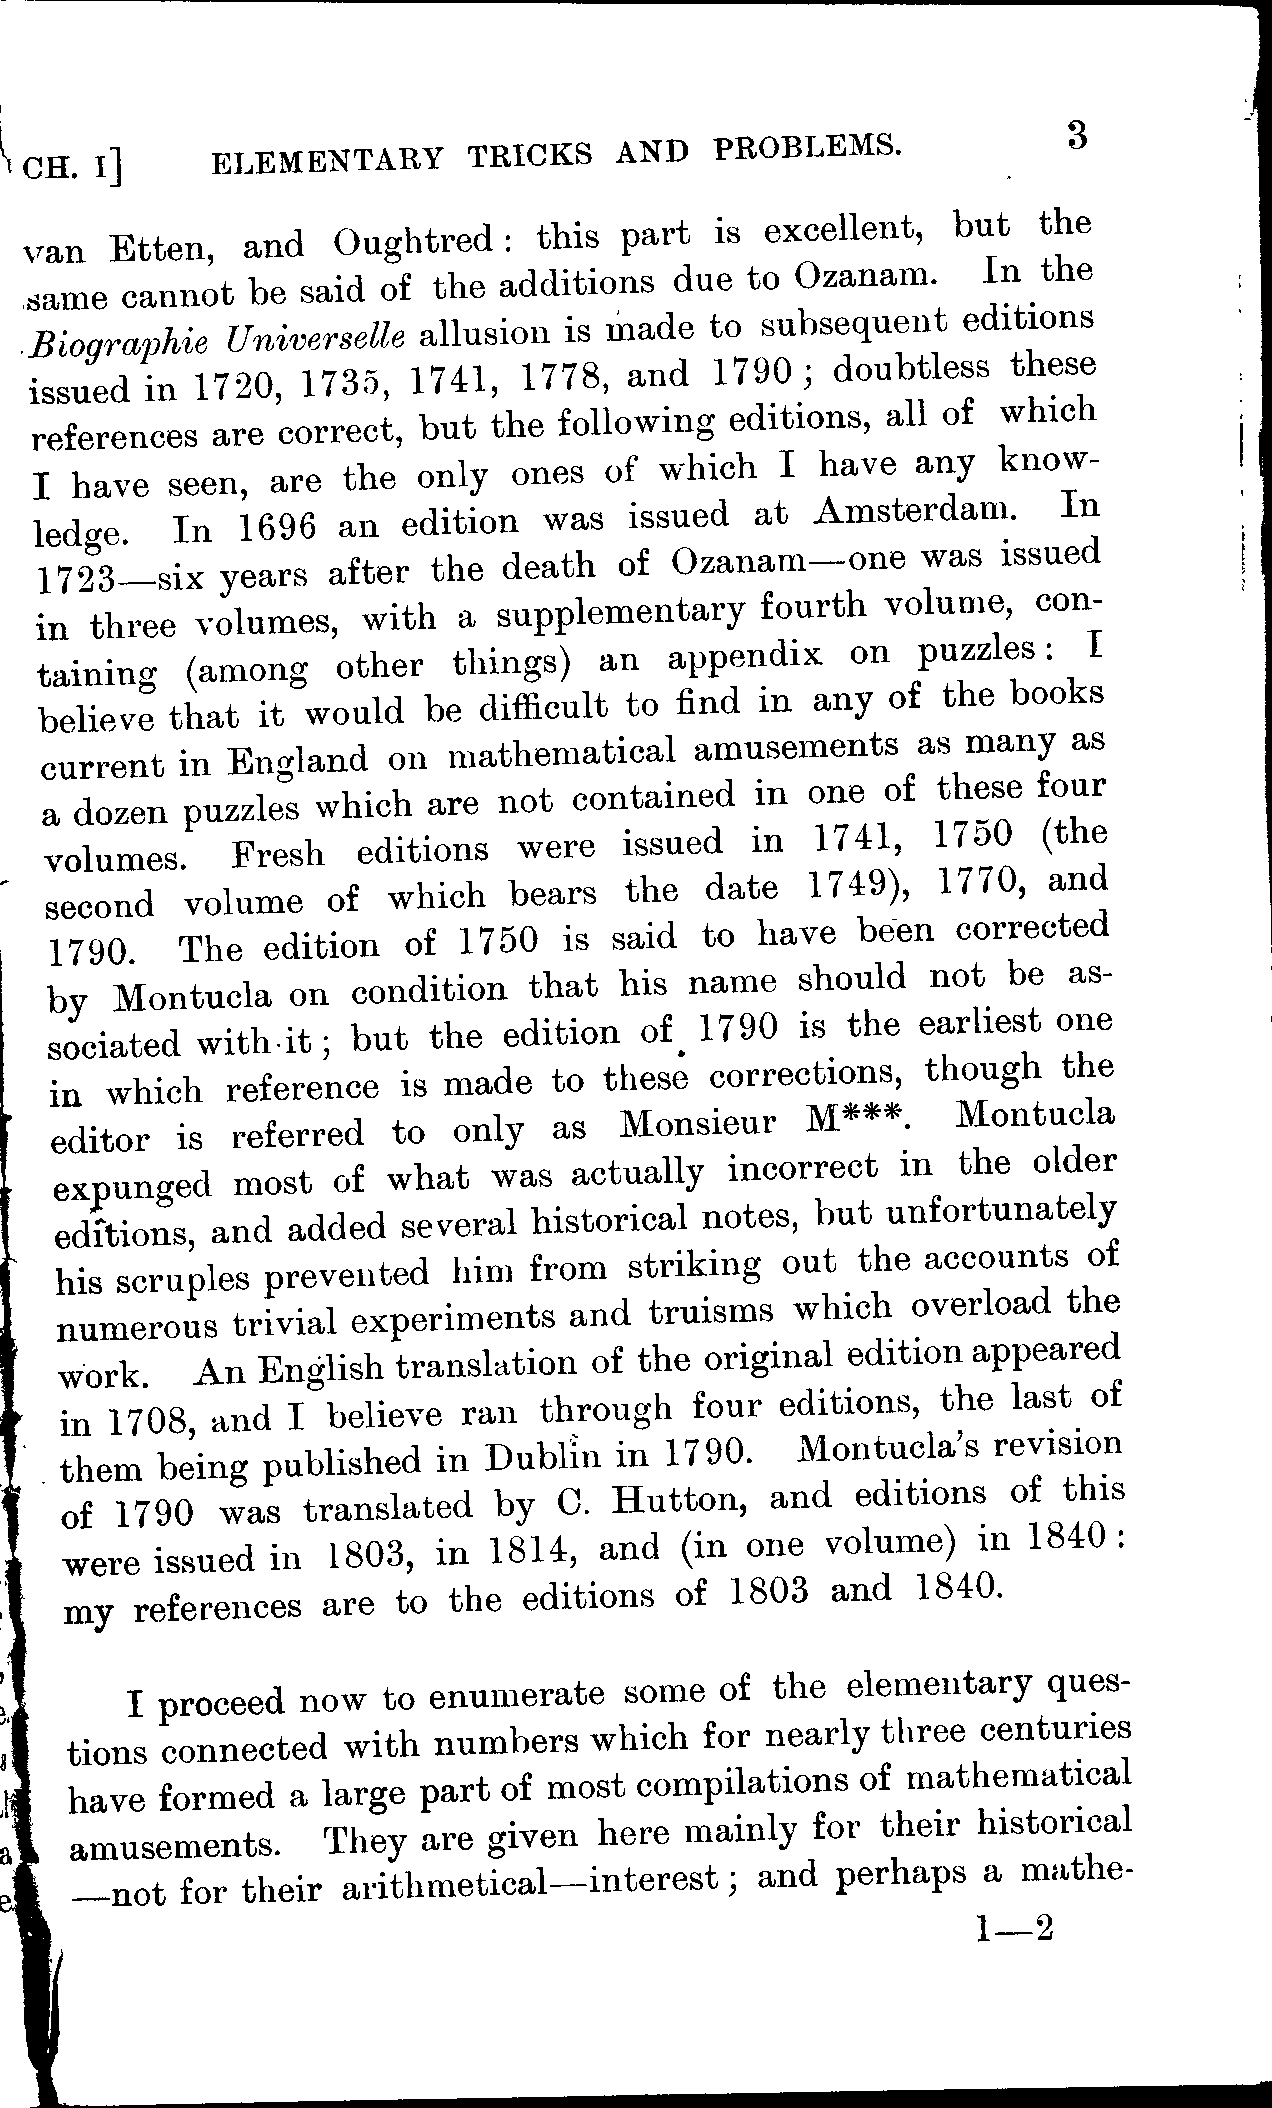 CH. I] ELEMENTARY TRICKS AND PROBLEMS. 3
van Etten, and Oughtred: this part is excellent, but the
same cannot be said of the additions due to Ozanam. In the
Biographie Universelle allusion is made to subsequent editions
issued in 1720, 1735, 1741, 1778, and 1790; doubtless these
references are correct, but the following editions, all of which
I have seen, are the only ones of which I have any know-
ledge. In 1696 an edition was issued at Amsterdam. In
1723—six years after the death of Ozanam—one was issued
in three volumes, with a supplementary fourth volume, con-
taining (among other things) an appendix on puzzles: I
believe that it would be difficult to find in any of the books
current in England on mathematical amusements as many as
a dozen puzzles which are not contained in one of these four
volumes. Fresh editions were issued in 1741, 1750 (the
second volume of which bears the date 1749), 1770, and
1790. The edition of 1750 is said to have been corrected
by Montucla on condition that his name should not be as-
sociated with it; but the edition of 1790 is the earliest one
in which reference is made to these corrections, though the
editor is referred to only as Monsieur M***. Montucla
expunged most of what was actually incorrect in the older
editions, and added several historical notes, but unfortunately
his scruples prevented him from striking out the accounts of
numerous trivial experiments and truisms which overload the
work. An English translation of the original edition appeared
in 1708, and I believe ran through four editions, the last of
them being published in Dublin in 1790. Montucla's revision
of 1790 was translated by C. Hutton, and editions of this
were issued in 1803, in 1814, and (in one volume) in 1840:
my references are to the editions of 1803 and 1840.
I proceed now to enumerate some of the elementary ques-
tions connected with numbers which for nearly three centuries
have formed a large part of most compilations of mathematical
amusements. They are given here mainly for their historical
—not for their arithmetical—interest; and perhaps a mathe-
1—2